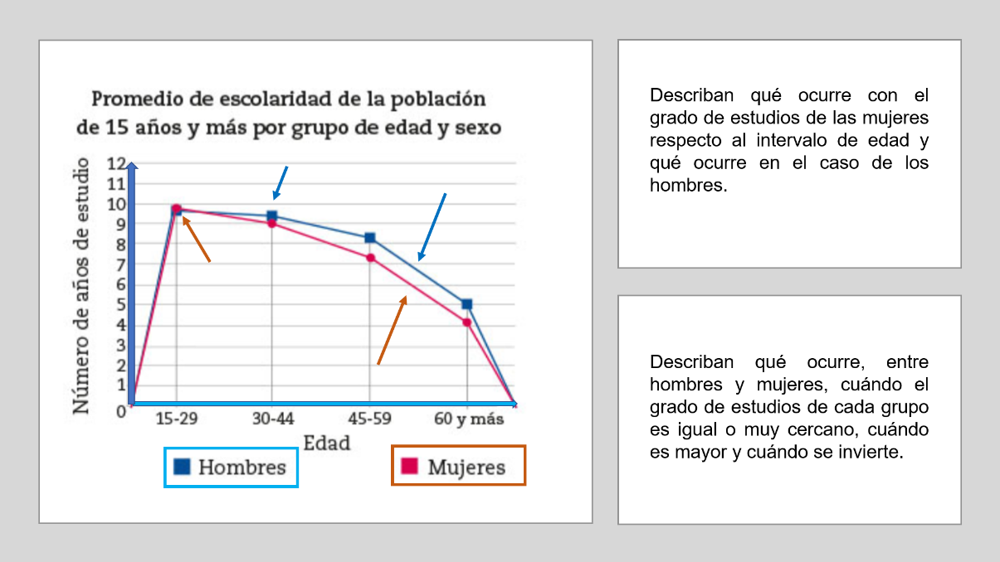 Promedio de escolaridad de la población
de 15 años y más por grupo de edad y sexo
Número de años de estudio
12
11
10
9
8
7
6
5
4
3
2
1
0
15-29 30-44 45-59 60 y más
Edad
Hombres Mujeres
Describan qué ocurre con el
grado de estudios de las mujeres
respecto al intervalo de edad y
qué ocurre en el caso de los
hombres.
Describan qué ocurre, entre
hombres y mujeres, cuándo el
grado de estudios de cada grupo
es igual o muy cercano, cuándo
es mayor y cuándo se invierte.